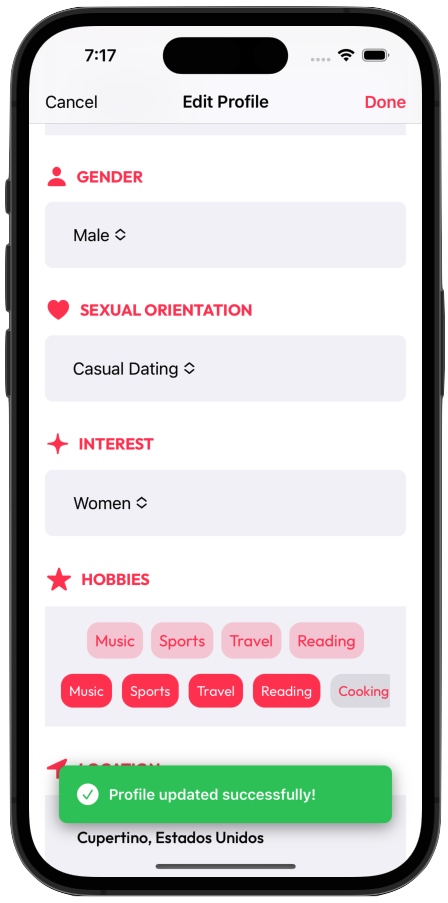 7:17
Cancel Edit Profile Done
GENDER
Male
SEXUAL ORIENTATION
Casual Dating
INTEREST
Women
HOBBIES
Music Sports Travel Reading
Music Sports Travel Reading Cooking
LOCATION
Profile updated successfully!
Cupertino, Estados Unidos